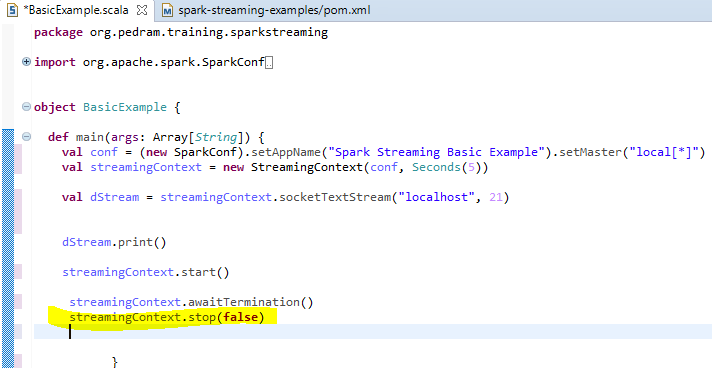 *BasicExample.scala spark-streaming-examples/pom.xml
package org.pedram.training.sparkstreaming
import org.apache.spark.SparkConf..
object BasicExample {
def main(args: Array[String]) {
val conf = (new SparkConf).setAppName("Spark Streaming Basic Example").setMaster("local[*]")
val streamingContext = new StreamingContext(conf, Seconds(5))
val dStream = streamingContext.socketTextStream("localhost", 21)
dStream.print()
streamingContext.start()
streamingContext.awaitTermination()
streamingContext.stop(false)
}